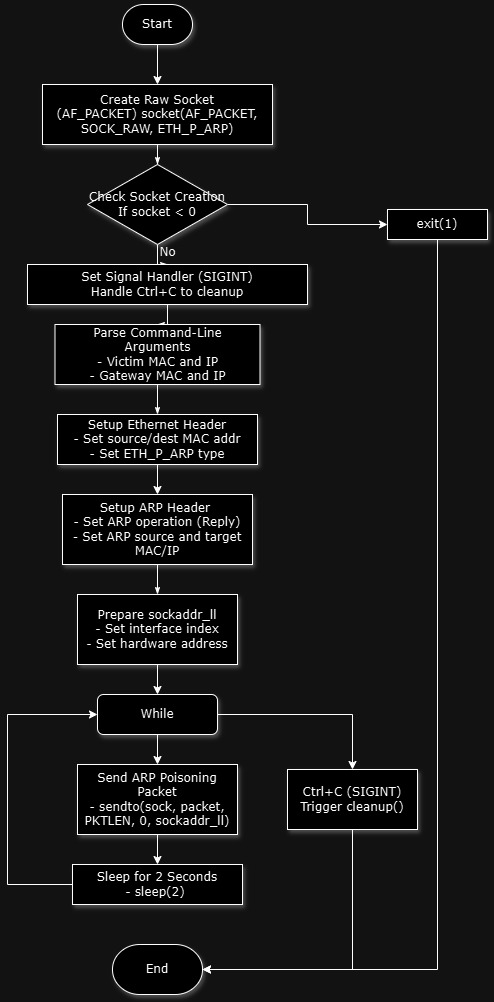 Start
Create Raw Socket
(AF_PACKET) socket(AF_PACKET,
SOCK_RAW, ETH_P_ARP)
Check Socket Creation
If socket < 0
exit(1)
No
Set Signal Handler (SIGINT)
Handle Ctrl+C to cleanup
Parse Command-Line
Arguments
- Victim MAC and IP
- Gateway MAC and IP
Setup Ethernet Header
- Set source/dest MAC addr
- Set ETH_P_ARP type
Setup ARP Header
- Set ARP operation (Reply)
- Set ARP source and target
MAC/IP
Prepare sockaddr_ll
- Set interface index
- Set hardware address
While
Send ARP Poisoning
Packet
- sendto(sock, packet,
PKTLEN, 0, sockaddr_ll)
Ctrl+C (SIGINT)
Trigger cleanup()
Sleep for 2 Seconds
- sleep(2)
End